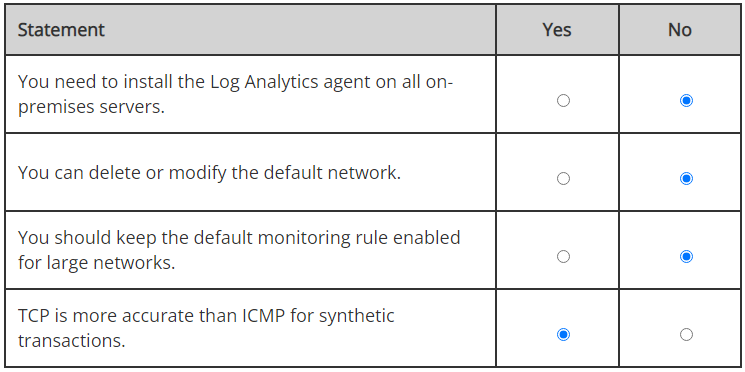 Statement Yes No
You need to install the Log Analytics agent on all on-
premises servers.
You can delete or modify the default network.
You should keep the default monitoring rule enabled
for large networks.
TCP is more accurate than ICMP for synthetic
transactions.